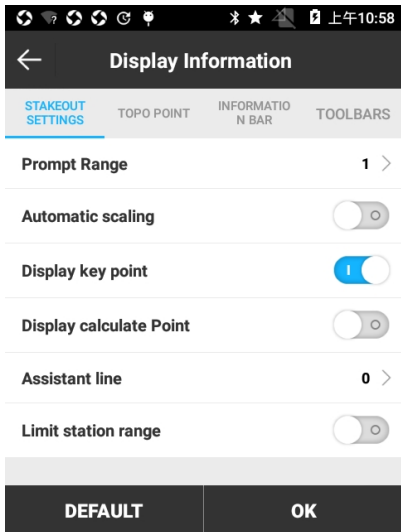 上午10:58
Display Information
STAKEOUT
SETTINGS
TOPO POINT
INFORMATIO
N BAR
TOOLBARS
Prompt Range 1
Automatic scaling
Display key point
Display calculate Point
Assistant line 0
Limit station range
DEFAULT OK